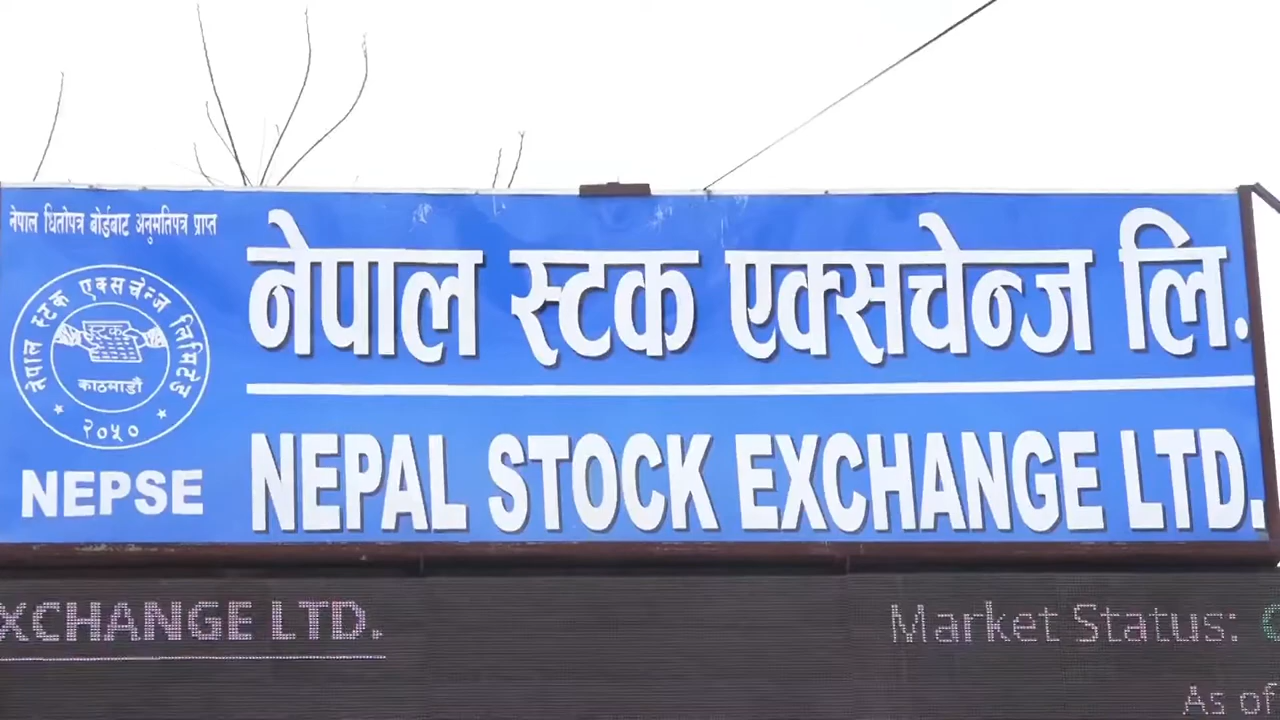 नेपाल धितोपत्र बोर्डबाट अनुमतिपत्र प्राप्त
नेपाल स्टक एक्सचेन्ज लि.
नेपाल स्टक एक्सचेन्ज लिमिटेड
स्टक
काठमाडौं
२०५०
NEPSE
NEPAL STOCK EXCHANGE LTD.
XCHANGE LTD.
Market Status:
As of